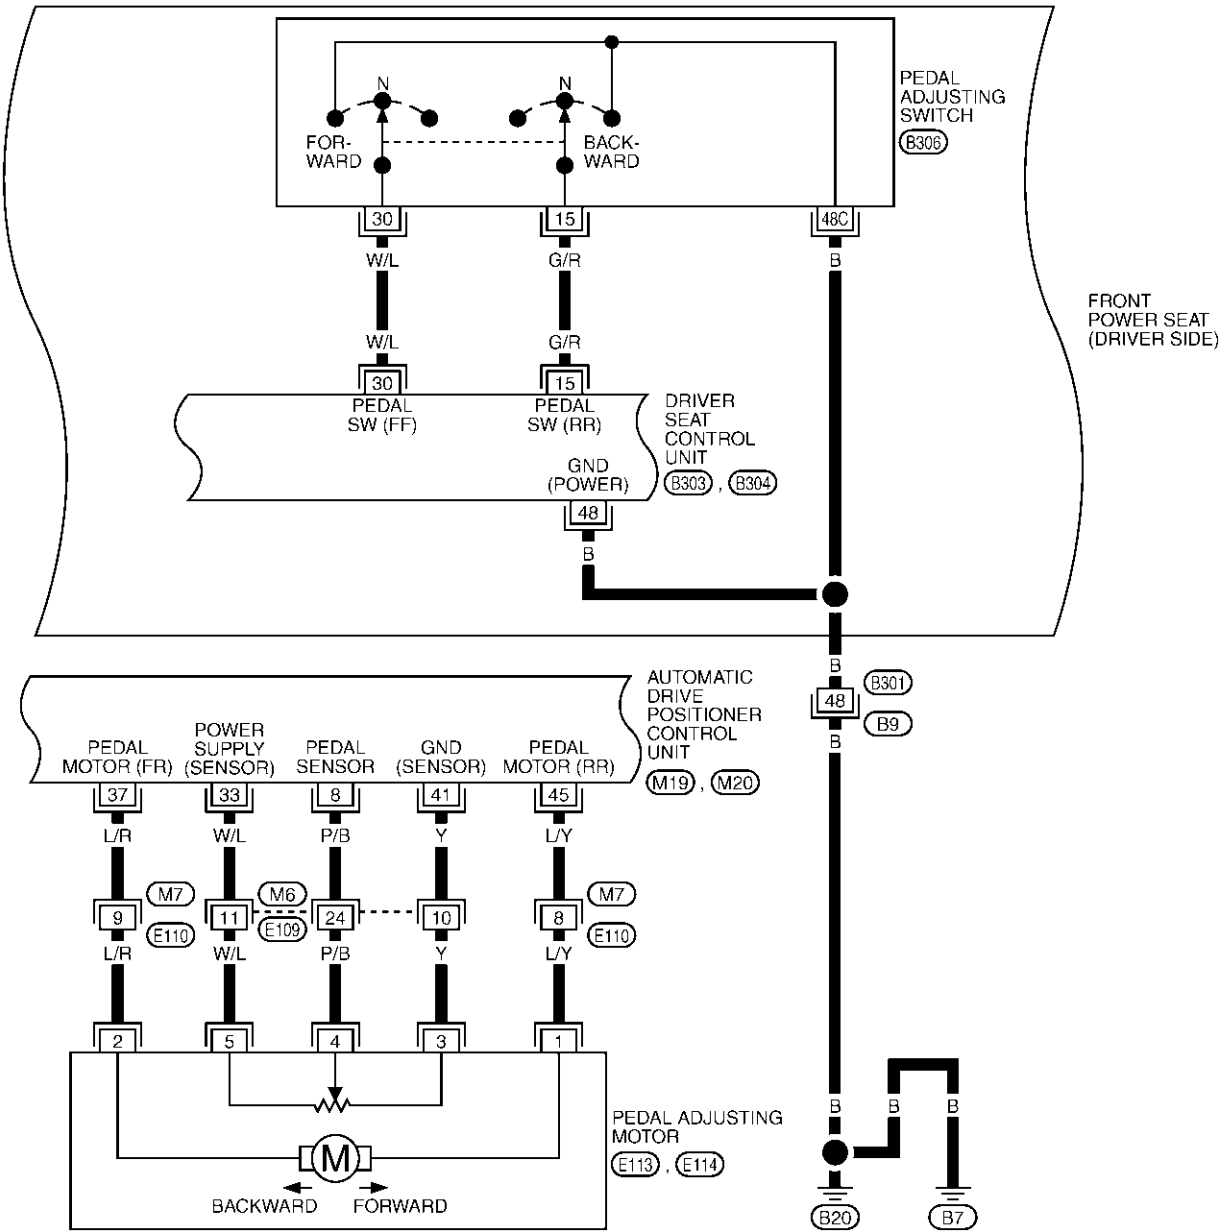 N
N
FOR-
WARD
BACK-
WARD
PEDAL
ADJUSTING
SWITCH
B306
30
15
48C
W/L
G/R
B
FRONT
POWER SEAT
(DRIVER SIDE)
W/L
G/R
30
15
PEDAL
SW (FF)
PEDAL
SW (RR)
DRIVER
SEAT
CONTROL
UNIT
B303 , B304
GND
(POWER)
48
B
B
48
B301
B9
B
AUTOMATIC
DRIVE
POSITIONER
CONTROL
UNIT
M19 , M20
PEDAL
MOTOR (FR)
POWER
SUPPLY
(SENSOR)
PEDAL
SENSOR
GND
(SENSOR)
PEDAL
MOTOR (RR)
37
33
8
41
45
L/R
W/L
P/B
Y
L/Y
M7
M6
M7
9
11
24
10
8
E110
E109
E110
L/R
W/L
P/B
Y
L/Y
2
5
4
3
1
M
BACKWARD
FORWARD
PEDAL ADJUSTING
MOTOR
E113 , E114
B
B
B
B20
B7